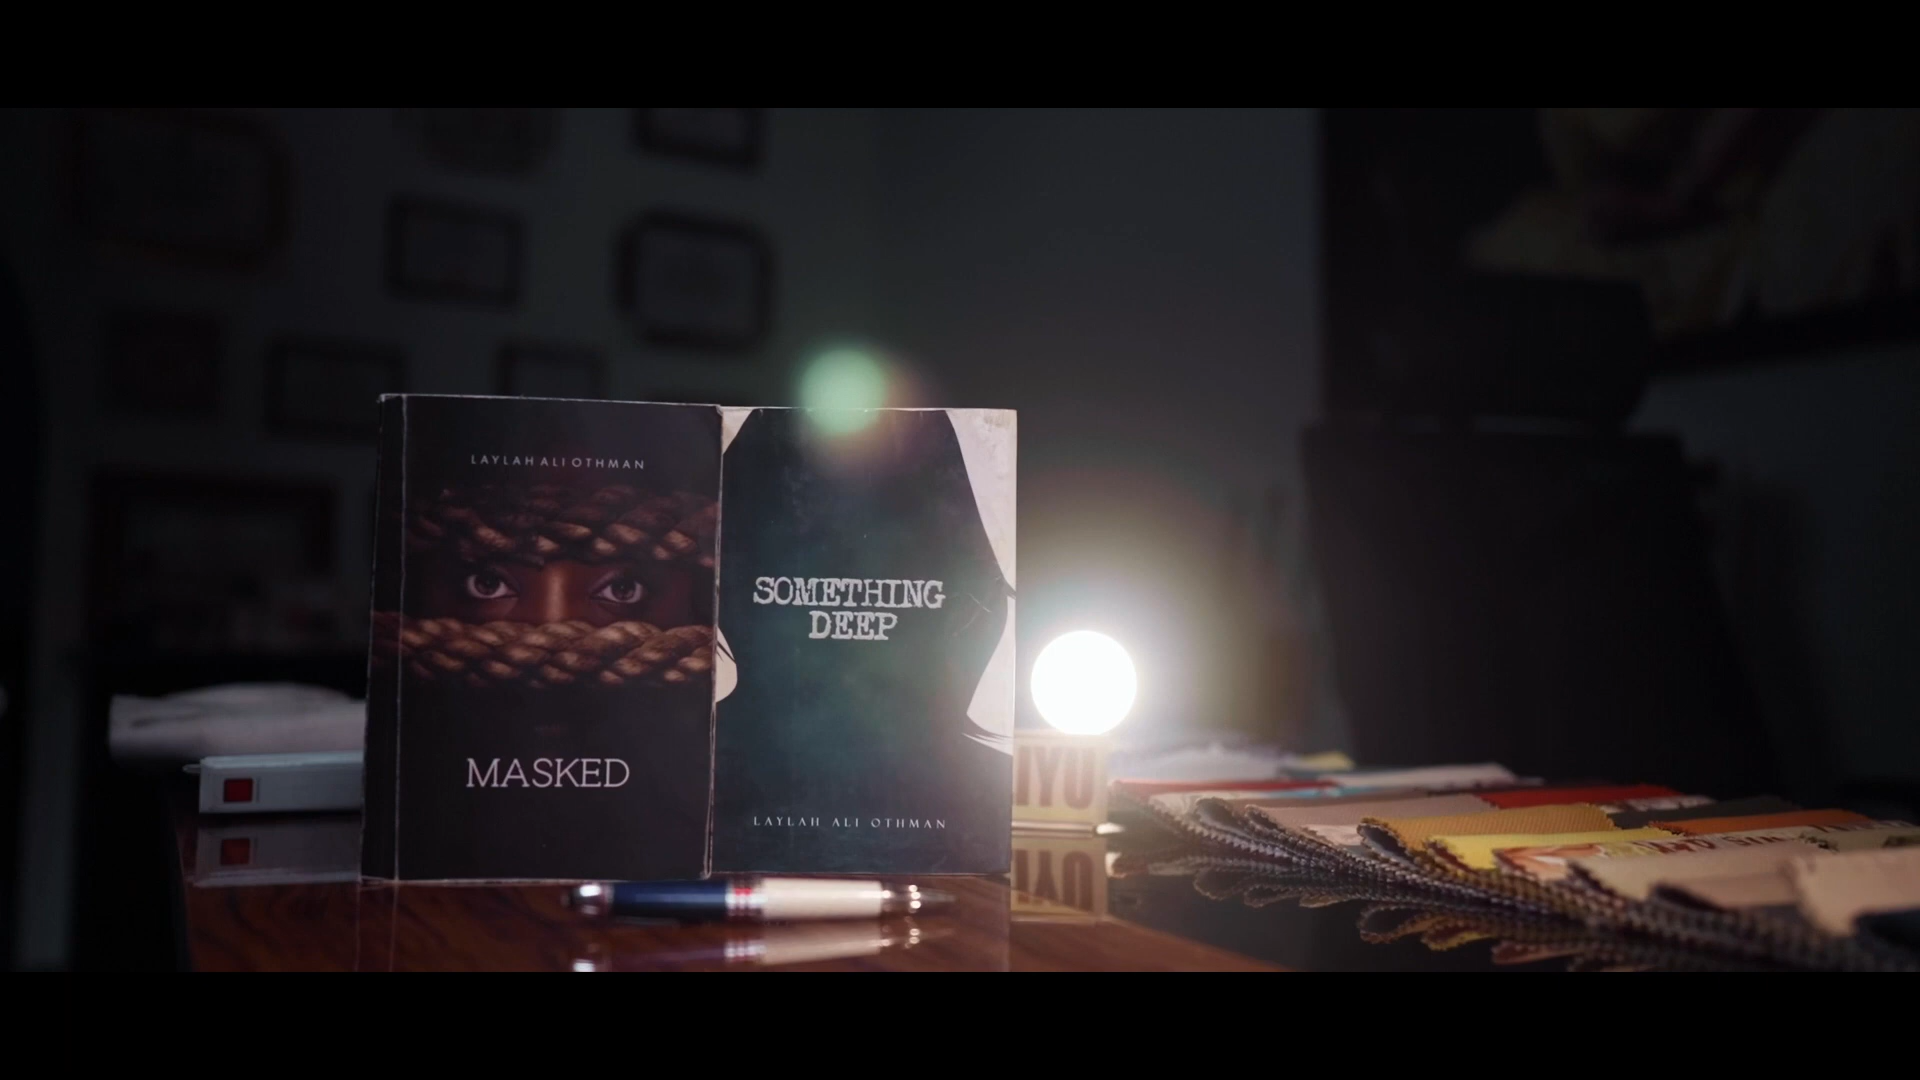 LAYLAH ALI OTHMAN
MASKED
SOMETHING
DEEP
LAYLAH ALI OTHMAN